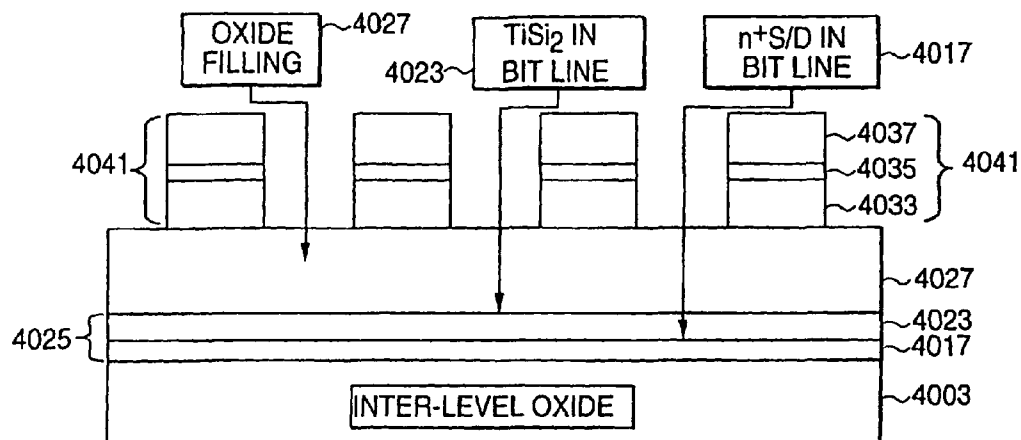 OXIDE
FILLING
4027
TiSi2 IN
BIT LINE
4023
n+S/D IN
BIT LINE
4017
4041
4037
4035
4033
4041
4027
4025
4023
4017
4003
INTER-LEVEL OXIDE